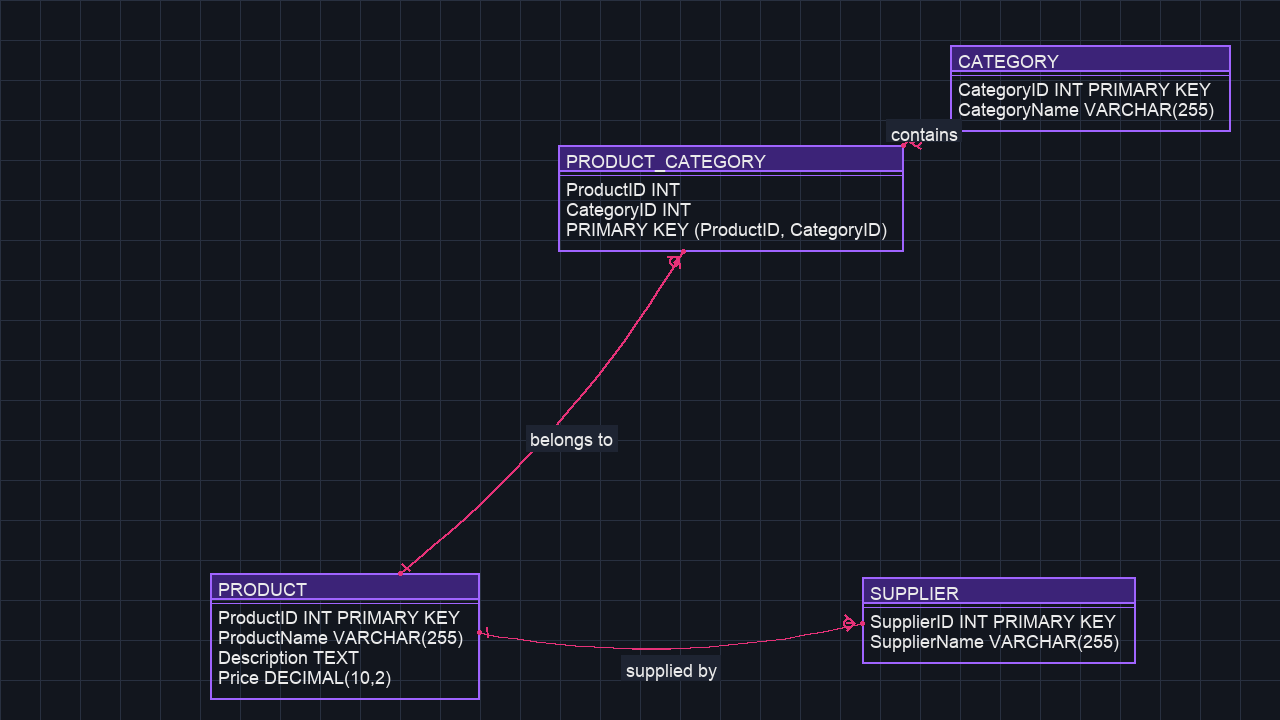 CATEGORY
CategoryID INT PRIMARY KEY
CategoryName VARCHAR(255)
contains
PRODUCT_CATEGORY
ProductID INT
CategoryID INT
PRIMARY KEY (ProductID, CategoryID)
belongs to
PRODUCT
ProductID INT PRIMARY KEY
ProductName VARCHAR(255)
Description TEXT
Price DECIMAL(10,2)
supplied by
SUPPLIER
SupplierID INT PRIMARY KEY
SupplierName VARCHAR(255)